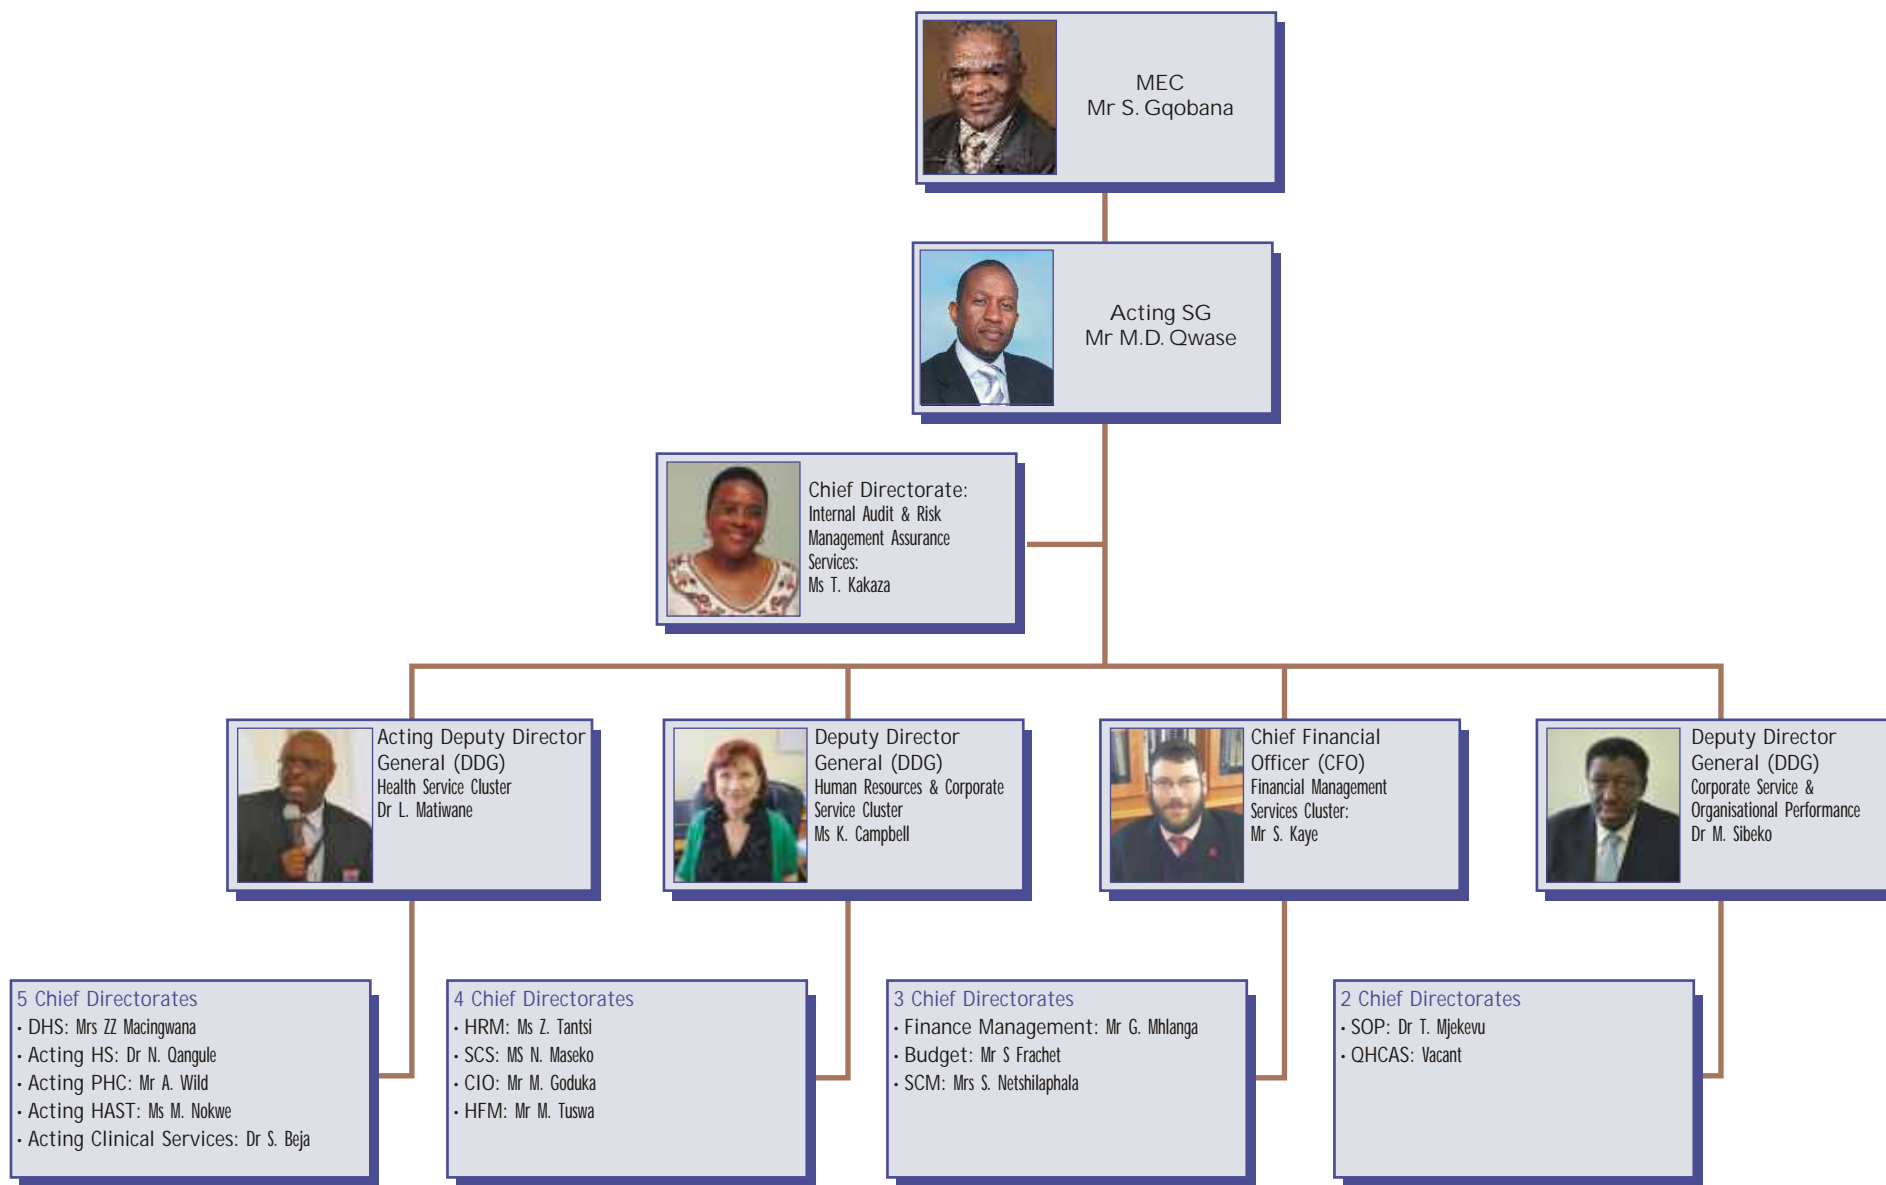 MEC
Mr S. Gqobana
Acting SG
Mr M.D. Qwase
Chief Directorate:
Internal Audit & Risk
Management Assurance
Services:
Ms T. Kakaza
Acting Deputy Director
General (DDG)
Health Service Cluster
Dr L. Matiwane
Deputy Director
General (DDG)
Human Resources & Corporate
Service Cluster
Ms K. Campbell
Chief Financial
Officer (CFO)
Financial Management
Services Cluster:
Mr S. Kaye
Deputy Director
General (DDG)
Corporate Service &
Organisational Performance
Dr M. Sibeko
5 Chief Directorates
• DHS: Mrs ZZ Macingwana
• Acting HS: Dr N. Qangule
• Acting PHC: Mr A. Wild
• Acting HAST: Ms M. Nokwe
• Acting Clinical Services: Dr S. Beja
4 Chief Directorates
• HRM: Ms Z. Tantsi
• SCS: MS N. Maseko
• CIO: Mr M. Goduka
• HFM: Mr M. Tuswa
3 Chief Directorates
• Finance Management: Mr G. Mhlanga
• Budget: Mr S Frachet
• SCM: Mrs S. Netshilaphala
2 Chief Directorates
• SOP: Dr T. Mjekevu
• QHCAS: Vacant